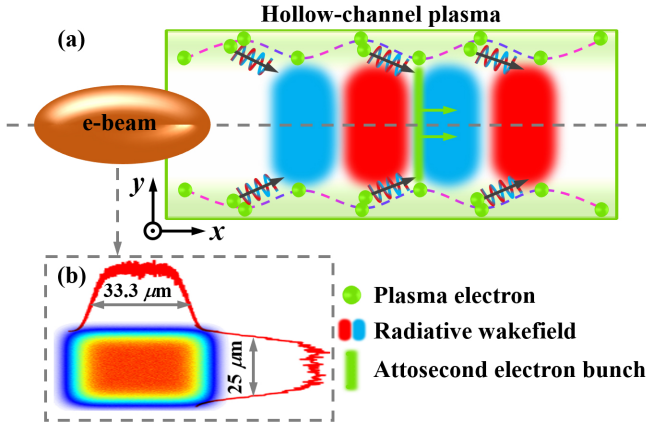 Hollow-channel plasma
(a)
e-beam
y
x
(b)
33.3 μm
25 μm
Plasma electron
Radiative wakefield
Attosecond electron bunch